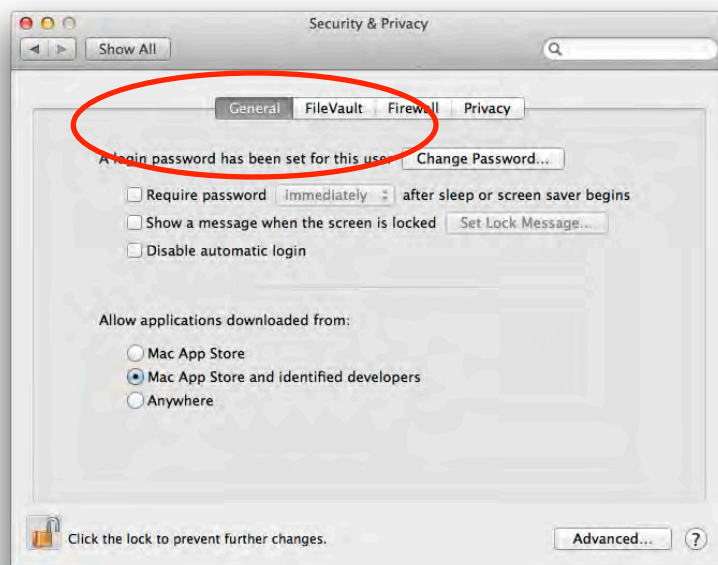 Security & Privacy
Show All
General FileVault Firewall Privacy
A login password has been set for this user Change Password...
Require password immediately after sleep or screen saver begins
Show a message when the screen is locked Set Lock Message...
Disable automatic login
Allow applications downloaded from:
Mac App Store
Mac App Store and identified developers
Anywhere
Click the lock to prevent further changes.
Advanced... ?